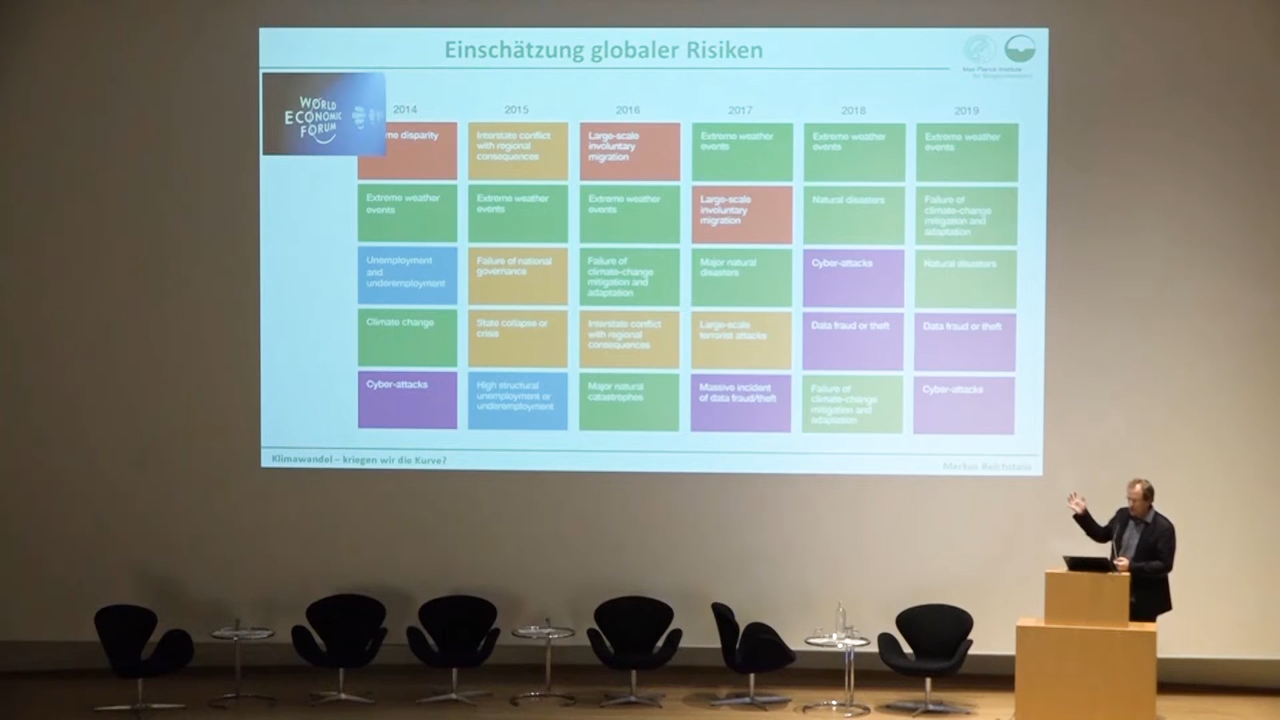 Einschätzung globaler Risiken
Max Planck Institute
WORLD
ECONOMIC
FORUM
2014
2015
2016
2017
2018
2019
me disparity
Interstate conflict
with regional
consequences
Large-scale
involuntary
migration
Extreme weather
events
Extreme weather
events
Extreme weather
events
Extreme weather
events
Extreme weather
events
Extreme weather
events
Large-scale
involuntary
migration
Natural disasters
Failure of
climate-change
mitigation and
adaptation
Unemployment
and
underemployment
Failure of national
governance
Failure of
climate-change
mitigation and
adaptation
Major natural
disasters
Cyber-attacks
Natural disasters
Climate change
State collapse or
crisis
Interstate conflict
with regional
consequences
Large-scale
terrorist attacks
Data fraud or theft
Data fraud or theft
Cyber-attacks
High structural
unemployment or
underemployment
Major natural
catastrophes
Massive incident
of data fraud/theft
Failure of
climate-change
mitigation and
adaptation
Cyber-attacks
Klimawandel – kriegen wir die Kurve?
Markus Reichstein